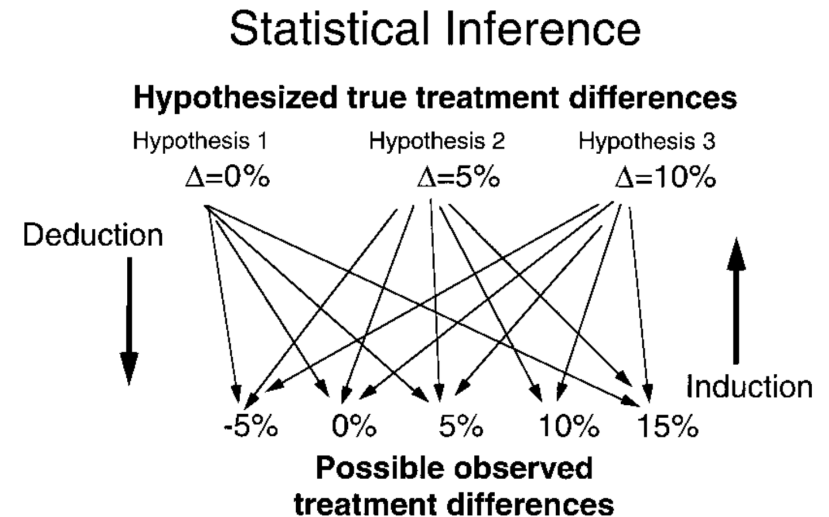 Statistical Inference
Hypothesized true treatment differences
Hypothesis 1 Hypothesis 2 Hypothesis 3
Δ=0% Δ=5% Δ=10%
Deduction
Induction
-5% 0% 5% 10% 15%
Possible observed
treatment differences